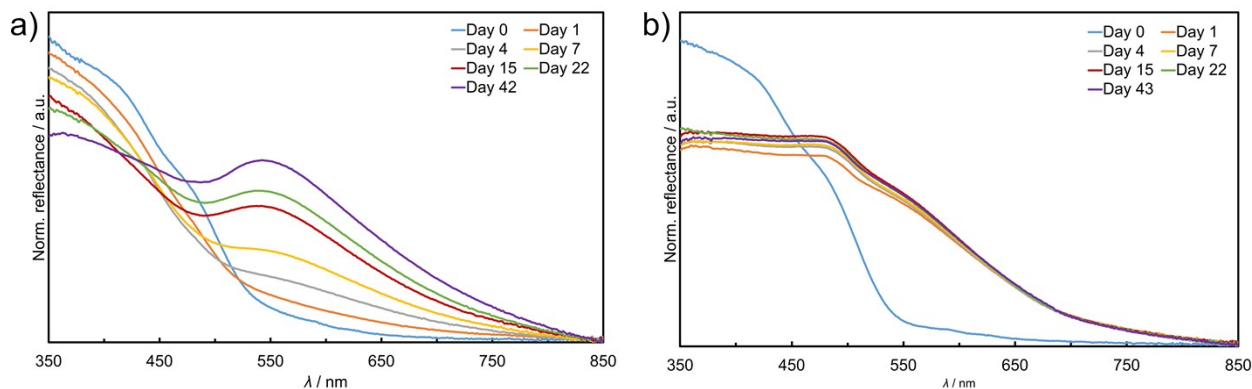 a)
Day 0 Day 1
Day 4 Day 7
Day 15 Day 22
Day 42
Norm. reflectance / a.u.
350 450 550 650 750 850
λ / nm
b)
Day 0 Day 1
Day 4 Day 7
Day 15 Day 22
Day 43
Norm. reflectance / a.u.
350 450 550 650 750 850
λ / nm